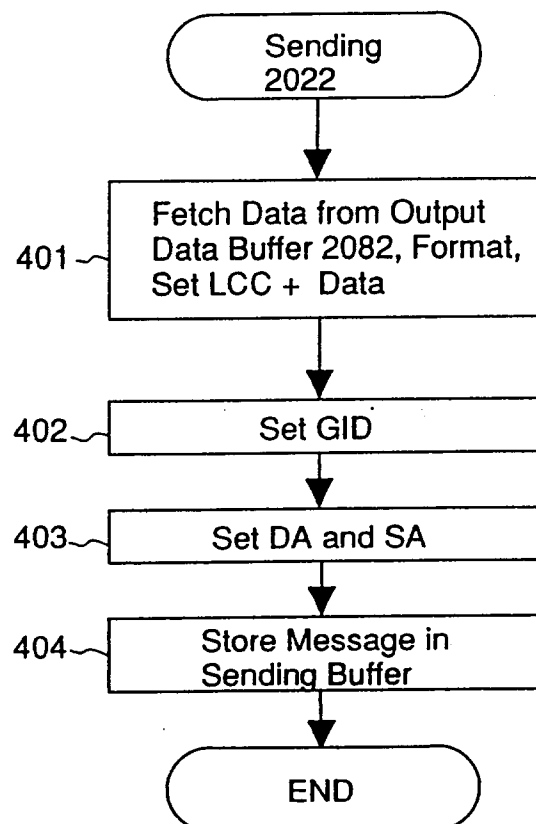 Sending
2022
Fetch Data from Output
Data Buffer 2082, Format,
Set LCC + Data
401
402
Set GID
403
Set DA and SA
404
Store Message in
Sending Buffer
END